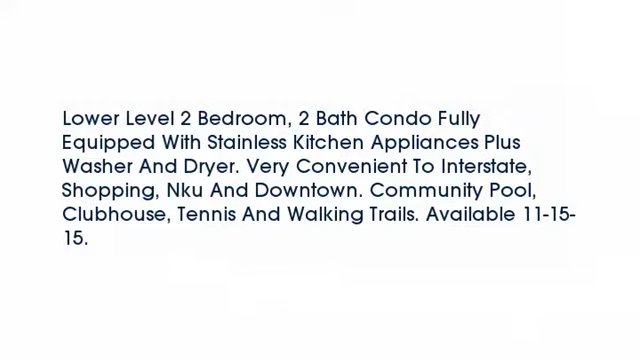 Lower Level 2 Bedroom, 2 Bath Condo Fully
Equipped With Stainless Kitchen Appliances Plus
Washer And Dryer. Very Convenient To Interstate,
Shopping, Nku And Downtown. Community Pool,
Clubhouse, Tennis And Walking Trails. Available 11-15-
15.